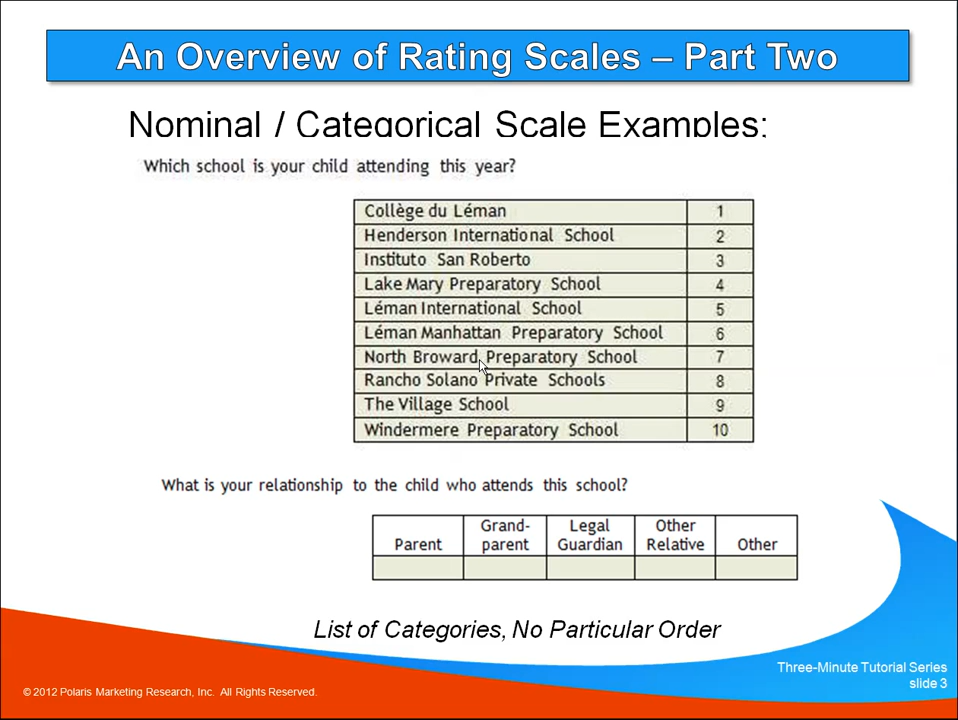 An Overview of Rating Scales – Part Two
Nominal / Categorical Scale Examples:
Which school is your child attending this year?
Collège du Léman 1
Henderson International School 2
Instituto San Roberto 3
Lake Mary Preparatory School 4
Léman International School 5
Léman Manhattan Preparatory School 6
North Broward Preparatory School 7
Rancho Solano Private Schools 8
The Village School 9
Windermere Preparatory School 10
What is your relationship to the child who attends this school?
Grand- Legal Other
Parent parent Guardian Relative Other
List of Categories, No Particular Order
Three-Minute Tutorial Series
slide 3
© 2012 Polaris Marketing Research, Inc. All Rights Reserved.